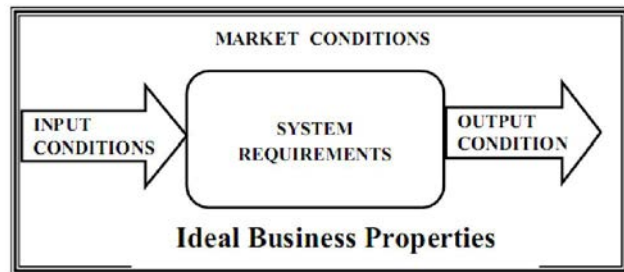 MARKET CONDITIONS
INPUT
CONDITIONS
SYSTEM
REQUIREMENTS
OUTPUT
CONDITION
Ideal Business Properties